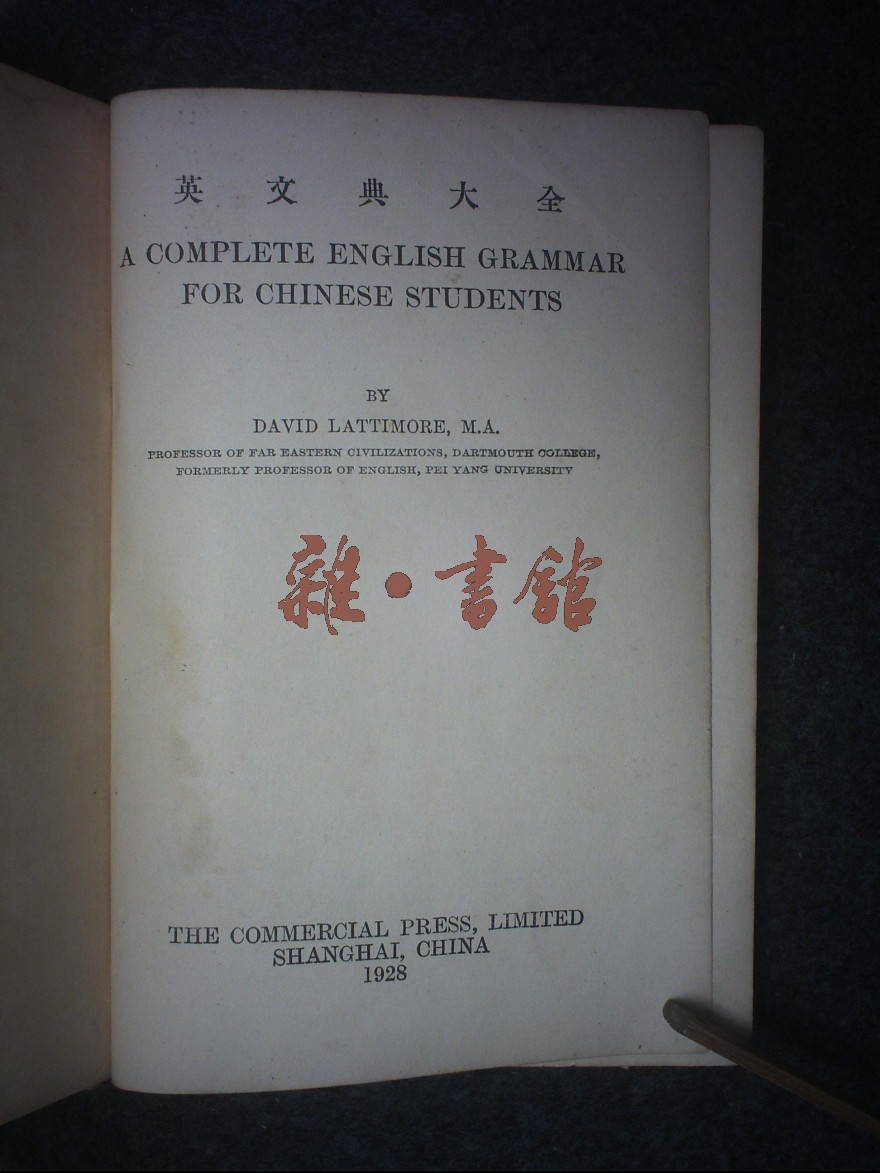 英文典大全
A COMPLETE ENGLISH GRAMMAR
FOR CHINESE STUDENTS
BY
DAVID LATTIMORE, M.A.
PROFESSOR OF FAR EASTERN CIVILIZATIONS, DARTMOUTH COLLEGE,
FORMERLY PROFESSOR OF ENGLISH, PEI YANG UNIVERSITY
雜·書館
THE COMMERCIAL PRESS, LIMITED
SHANGHAI, CHINA
1928